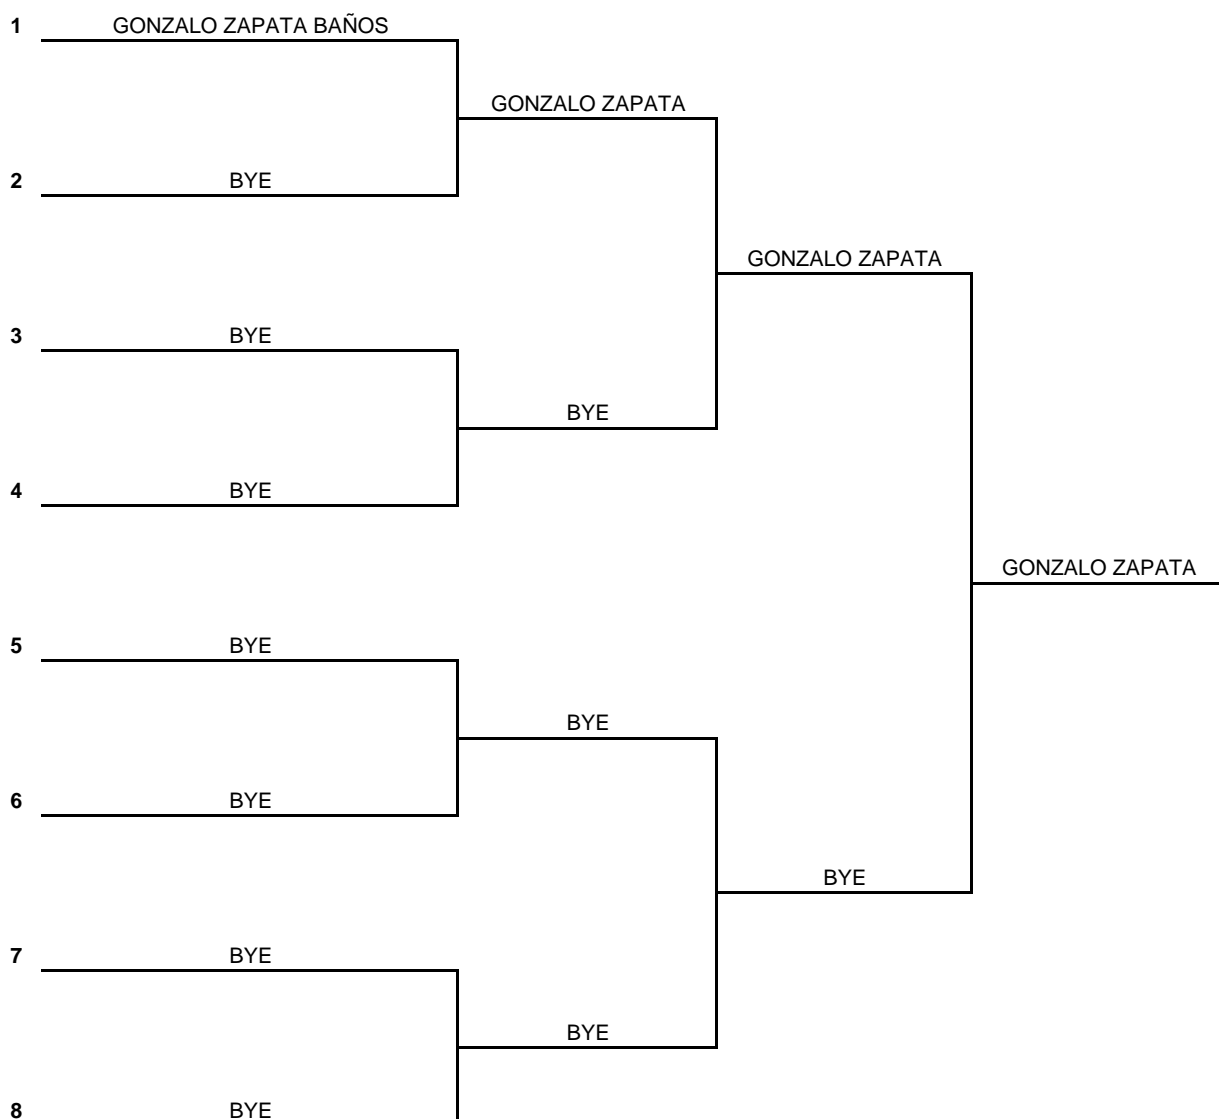 1 GONZALO ZAPATA BAÑOS
GONZALO ZAPATA
2 BYE
GONZALO ZAPATA
3 BYE
BYE
4 BYE
GONZALO ZAPATA
5 BYE
BYE
6 BYE
BYE
7 BYE
BYE
8 BYE